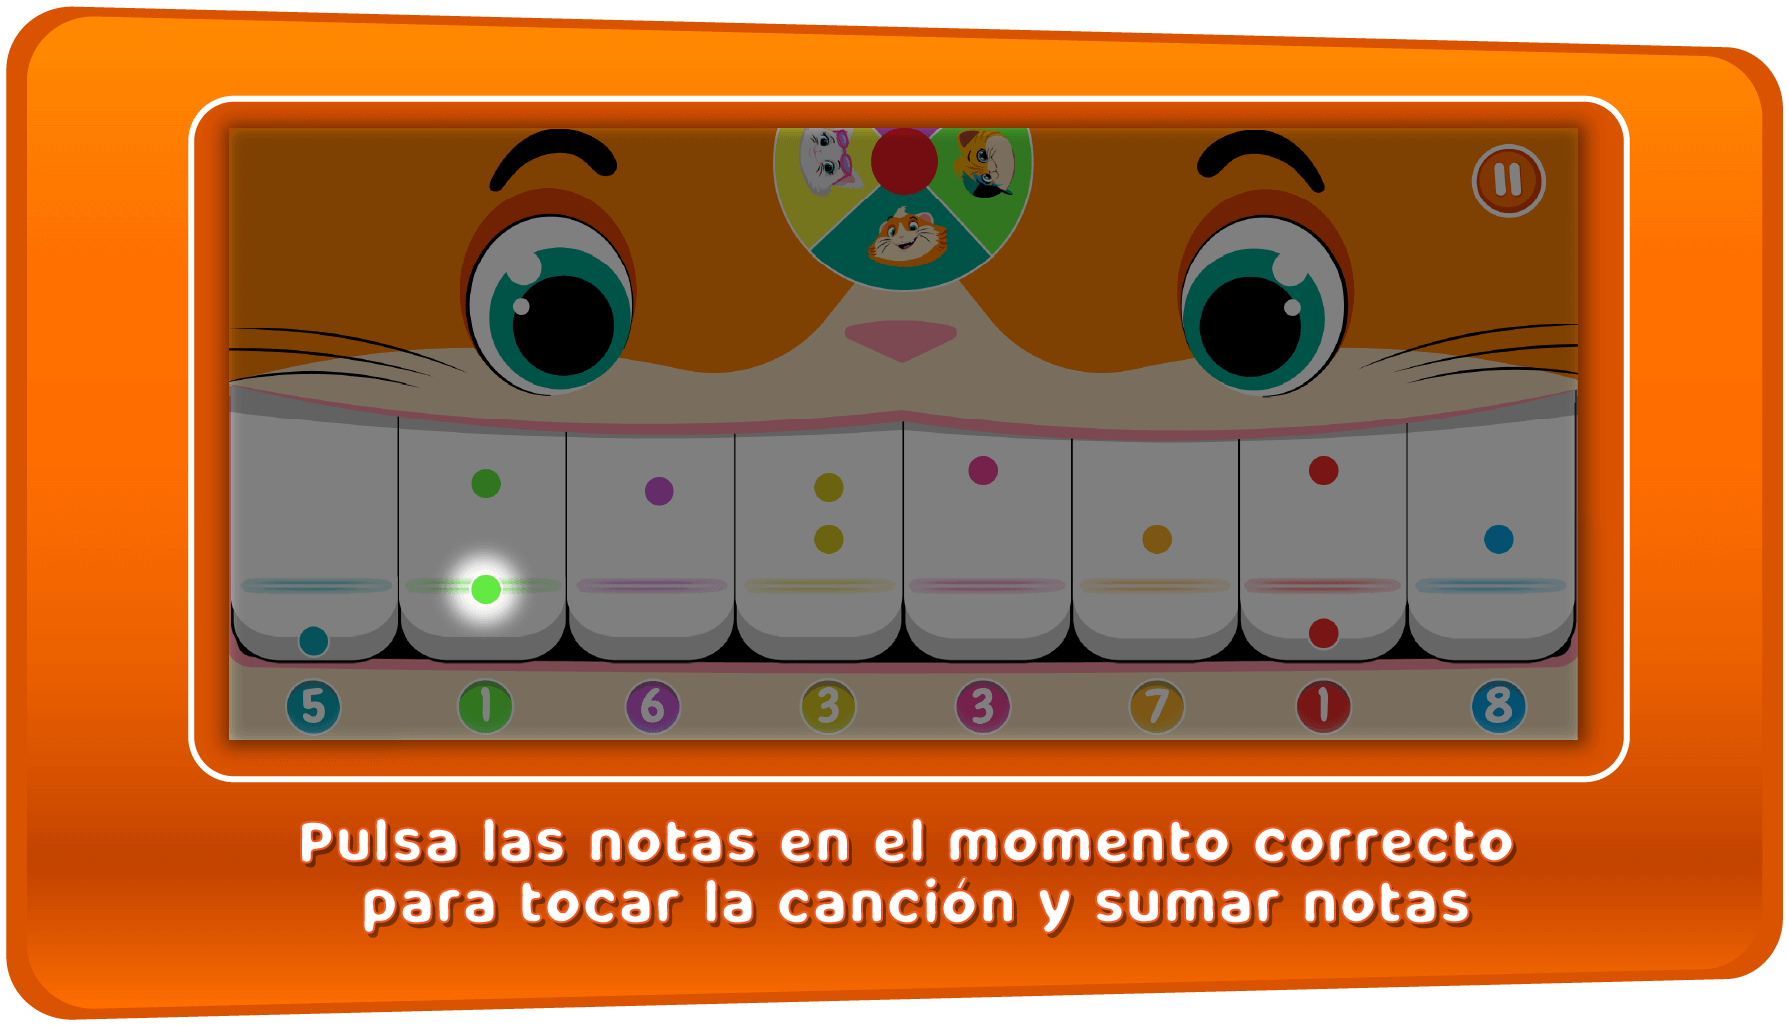 5 1 6 3 3 7 1 8
Pulsa las notas en el momento correcto
para tocar la canción y sumar notas